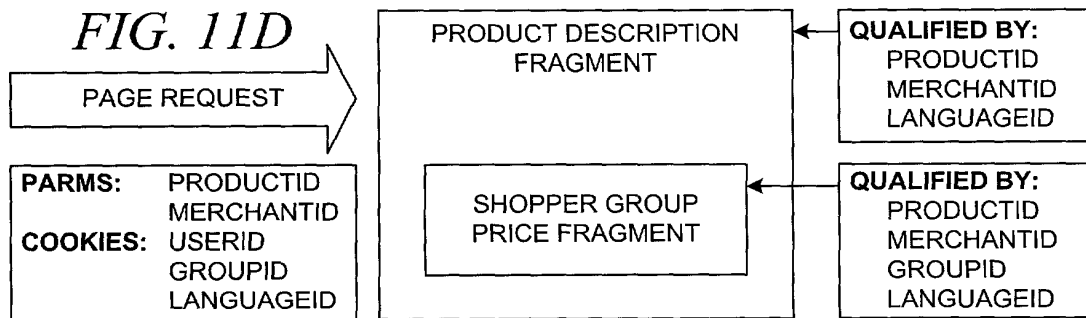 FIG. 11D
PAGE REQUEST
PARMS: PRODUCTID
MERCHANTID
COOKIES: USERID
GROUPID
LANGUAGEID
PRODUCT DESCRIPTION
FRAGMENT
SHOPPER GROUP
PRICE FRAGMENT
QUALIFIED BY:
PRODUCTID
MERCHANTID
LANGUAGEID
QUALIFIED BY:
PRODUCTID
MERCHANTID
GROUPID
LANGUAGEID